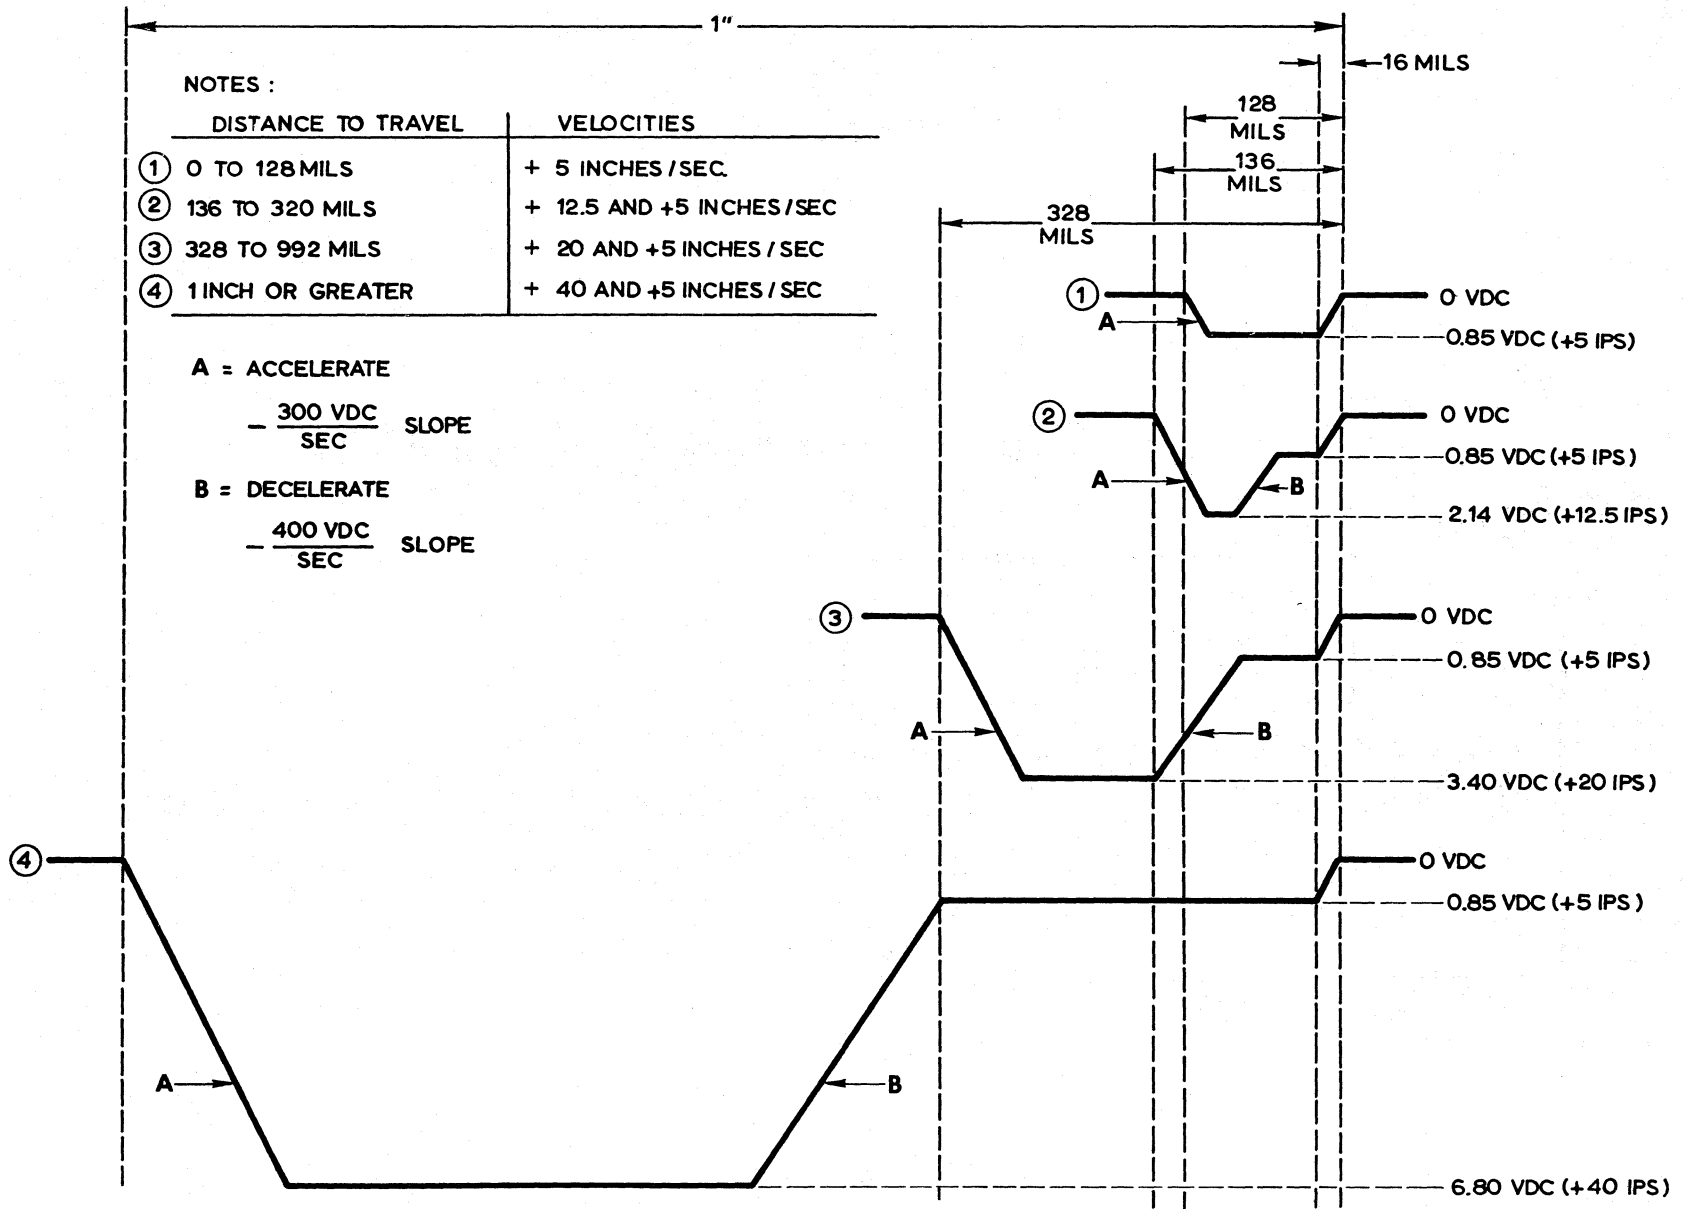 1"
16 MILS
NOTES :
128
MILS
DISTANCE TO TRAVEL VELOCITIES
① 0 TO 128 MILS + 5 INCHES / SEC.
136
MILS
② 136 TO 320 MILS + 12.5 AND +5 INCHES / SEC
328
MILS
③ 328 TO 992 MILS + 20 AND +5 INCHES / SEC
④ 1 INCH OR GREATER + 40 AND +5 INCHES / SEC
① 0 VDC
A
0.85 VDC (+5 IPS)
A = ACCELERATE
- 300 VDC
SEC SLOPE
② 0 VDC
0.85 VDC (+5 IPS)
A B
2.14 VDC (+12.5 IPS)
B = DECELERATE
- 400 VDC
SEC SLOPE
③ 0 VDC
0.85 VDC (+5 IPS)
A B
3.40 VDC (+20 IPS)
④ 0 VDC
0.85 VDC (+5 IPS)
A B
6.80 VDC (+40 IPS)